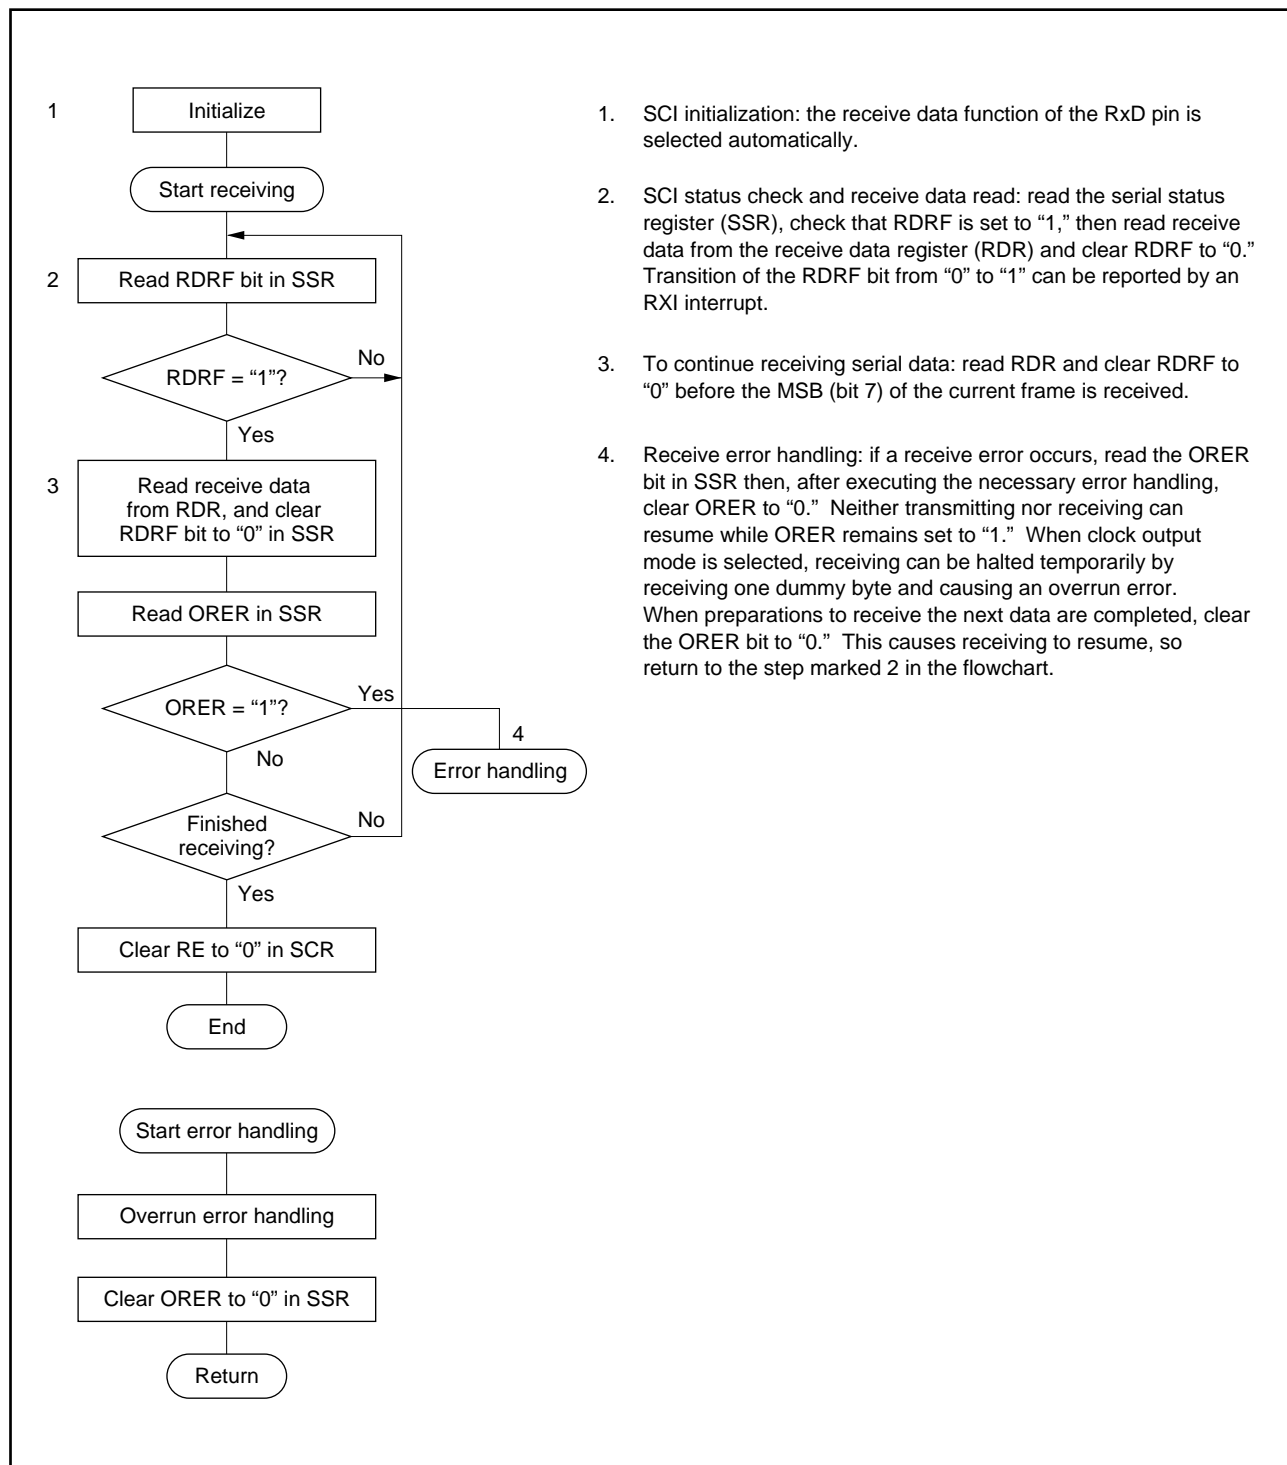 1
Initialize
Start receiving
2
Read RDRF bit in SSR
RDRF = “1”?
No
Yes
3
Read receive data
from RDR, and clear
RDRF bit to “0” in SSR
Read ORER in SSR
ORER = “1”?
Yes
No
4
Error handling
Finished
receiving?
No
Yes
Clear RE to “0” in SCR
End
Start error handling
Overrun error handling
Clear ORER to “0” in SSR
Return
1. SCI initialization: the receive data function of the RxD pin is
selected automatically.
2. SCI status check and receive data read: read the serial status
register (SSR), check that RDRF is set to “1,” then read receive
data from the receive data register (RDR) and clear RDRF to “0.”
Transition of the RDRF bit from “0” to “1” can be reported by an
RXI interrupt.
3. To continue receiving serial data: read RDR and clear RDRF to
“0” before the MSB (bit 7) of the current frame is received.
4. Receive error handling: if a receive error occurs, read the ORER
bit in SSR then, after executing the necessary error handling,
clear ORER to “0.” Neither transmitting nor receiving can
resume while ORER remains set to “1.” When clock output
mode is selected, receiving can be halted temporarily by
receiving one dummy byte and causing an overrun error.
When preparations to receive the next data are completed, clear
the ORER bit to “0.” This causes receiving to resume, so
return to the step marked 2 in the flowchart.